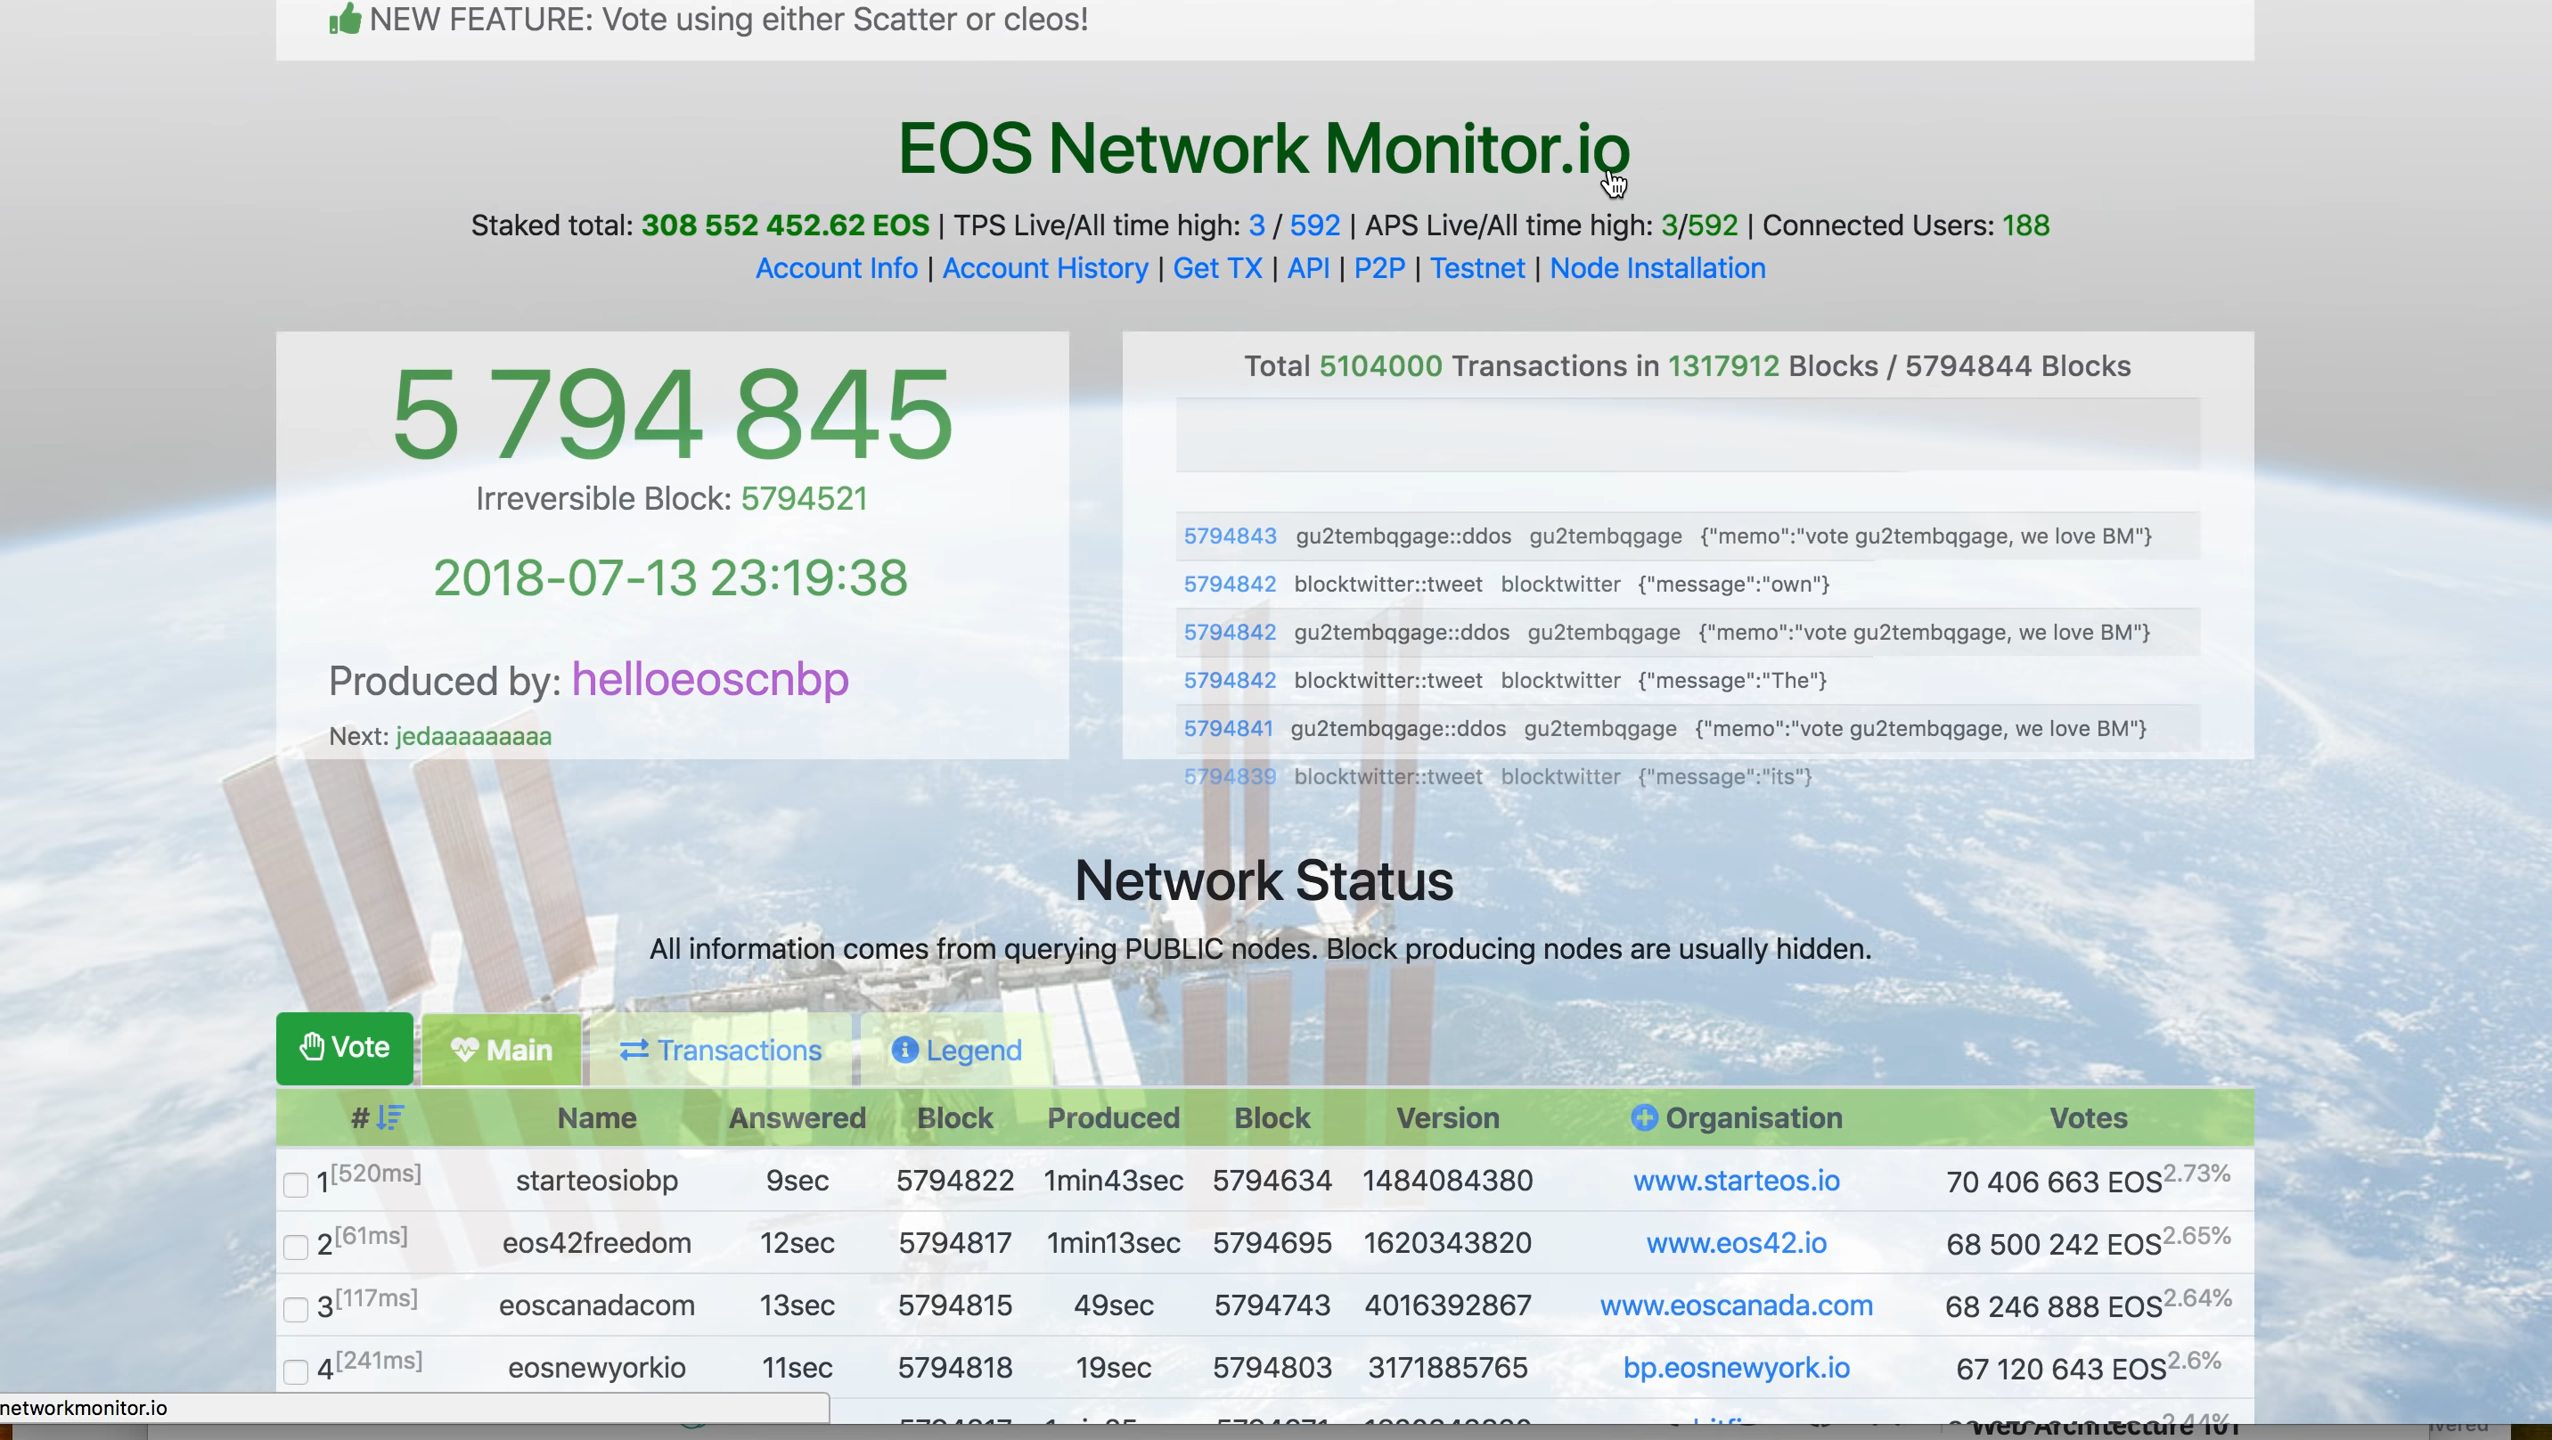 NEW FEATURE: Vote using either Scatter or cleos!
EOS Network Monitor.io
Staked total: 308 552 452.62 EOS | TPS Live/All time high: 3 / 592 | APS Live/All time high: 3/592 | Connected Users: 188
Account Info | Account History | Get TX | API | P2P | Testnet | Node Installation
5 794 845
Irreversible Block: 5794521
2018-07-13 23:19:38
Produced by: helloeoscnbp
Next: jedaaaaaaaaa
Total 5104000 Transactions in 1317912 Blocks / 5794844 Blocks
5794843 gu2tembqgage::ddos gu2tembqgage {"memo":"vote gu2tembqgage, we love BM"}
5794842 blocktwitter::tweet blocktwitter {"message":"own"}
5794842 gu2tembqgage::ddos gu2tembqgage {"memo":"vote gu2tembqgage, we love BM"}
5794842 blocktwitter::tweet blocktwitter {"message":"The"}
5794841 gu2tembqgage::ddos gu2tembqgage {"memo":"vote gu2tembqgage, we love BM"}
5794839 blocktwitter::tweet blocktwitter {"message":"its"}
Network Status
All information comes from querying PUBLIC nodes. Block producing nodes are usually hidden.
Vote Main Transactions Legend
# Name Answered Block Produced Block Version Organisation Votes
1 [520ms] starteosiobp 9sec 5794822 1min43sec 5794634 1484084380 www.starteos.io 70 406 663 EOS 2.73%
2 [61ms] eos42freedom 12sec 5794817 1min13sec 5794695 1620343820 www.eos42.io 68 500 242 EOS 2.65%
3 [117ms] eoscanadacom 13sec 5794815 49sec 5794743 4016392867 www.eoscanada.com 68 246 888 EOS 2.64%
4 [241ms] eosnewyorkio 11sec 5794818 19sec 5794803 3171885765 bp.eosnewyork.io 67 120 643 EOS 2.6%
networkmonitor.io
Web Architecture 101